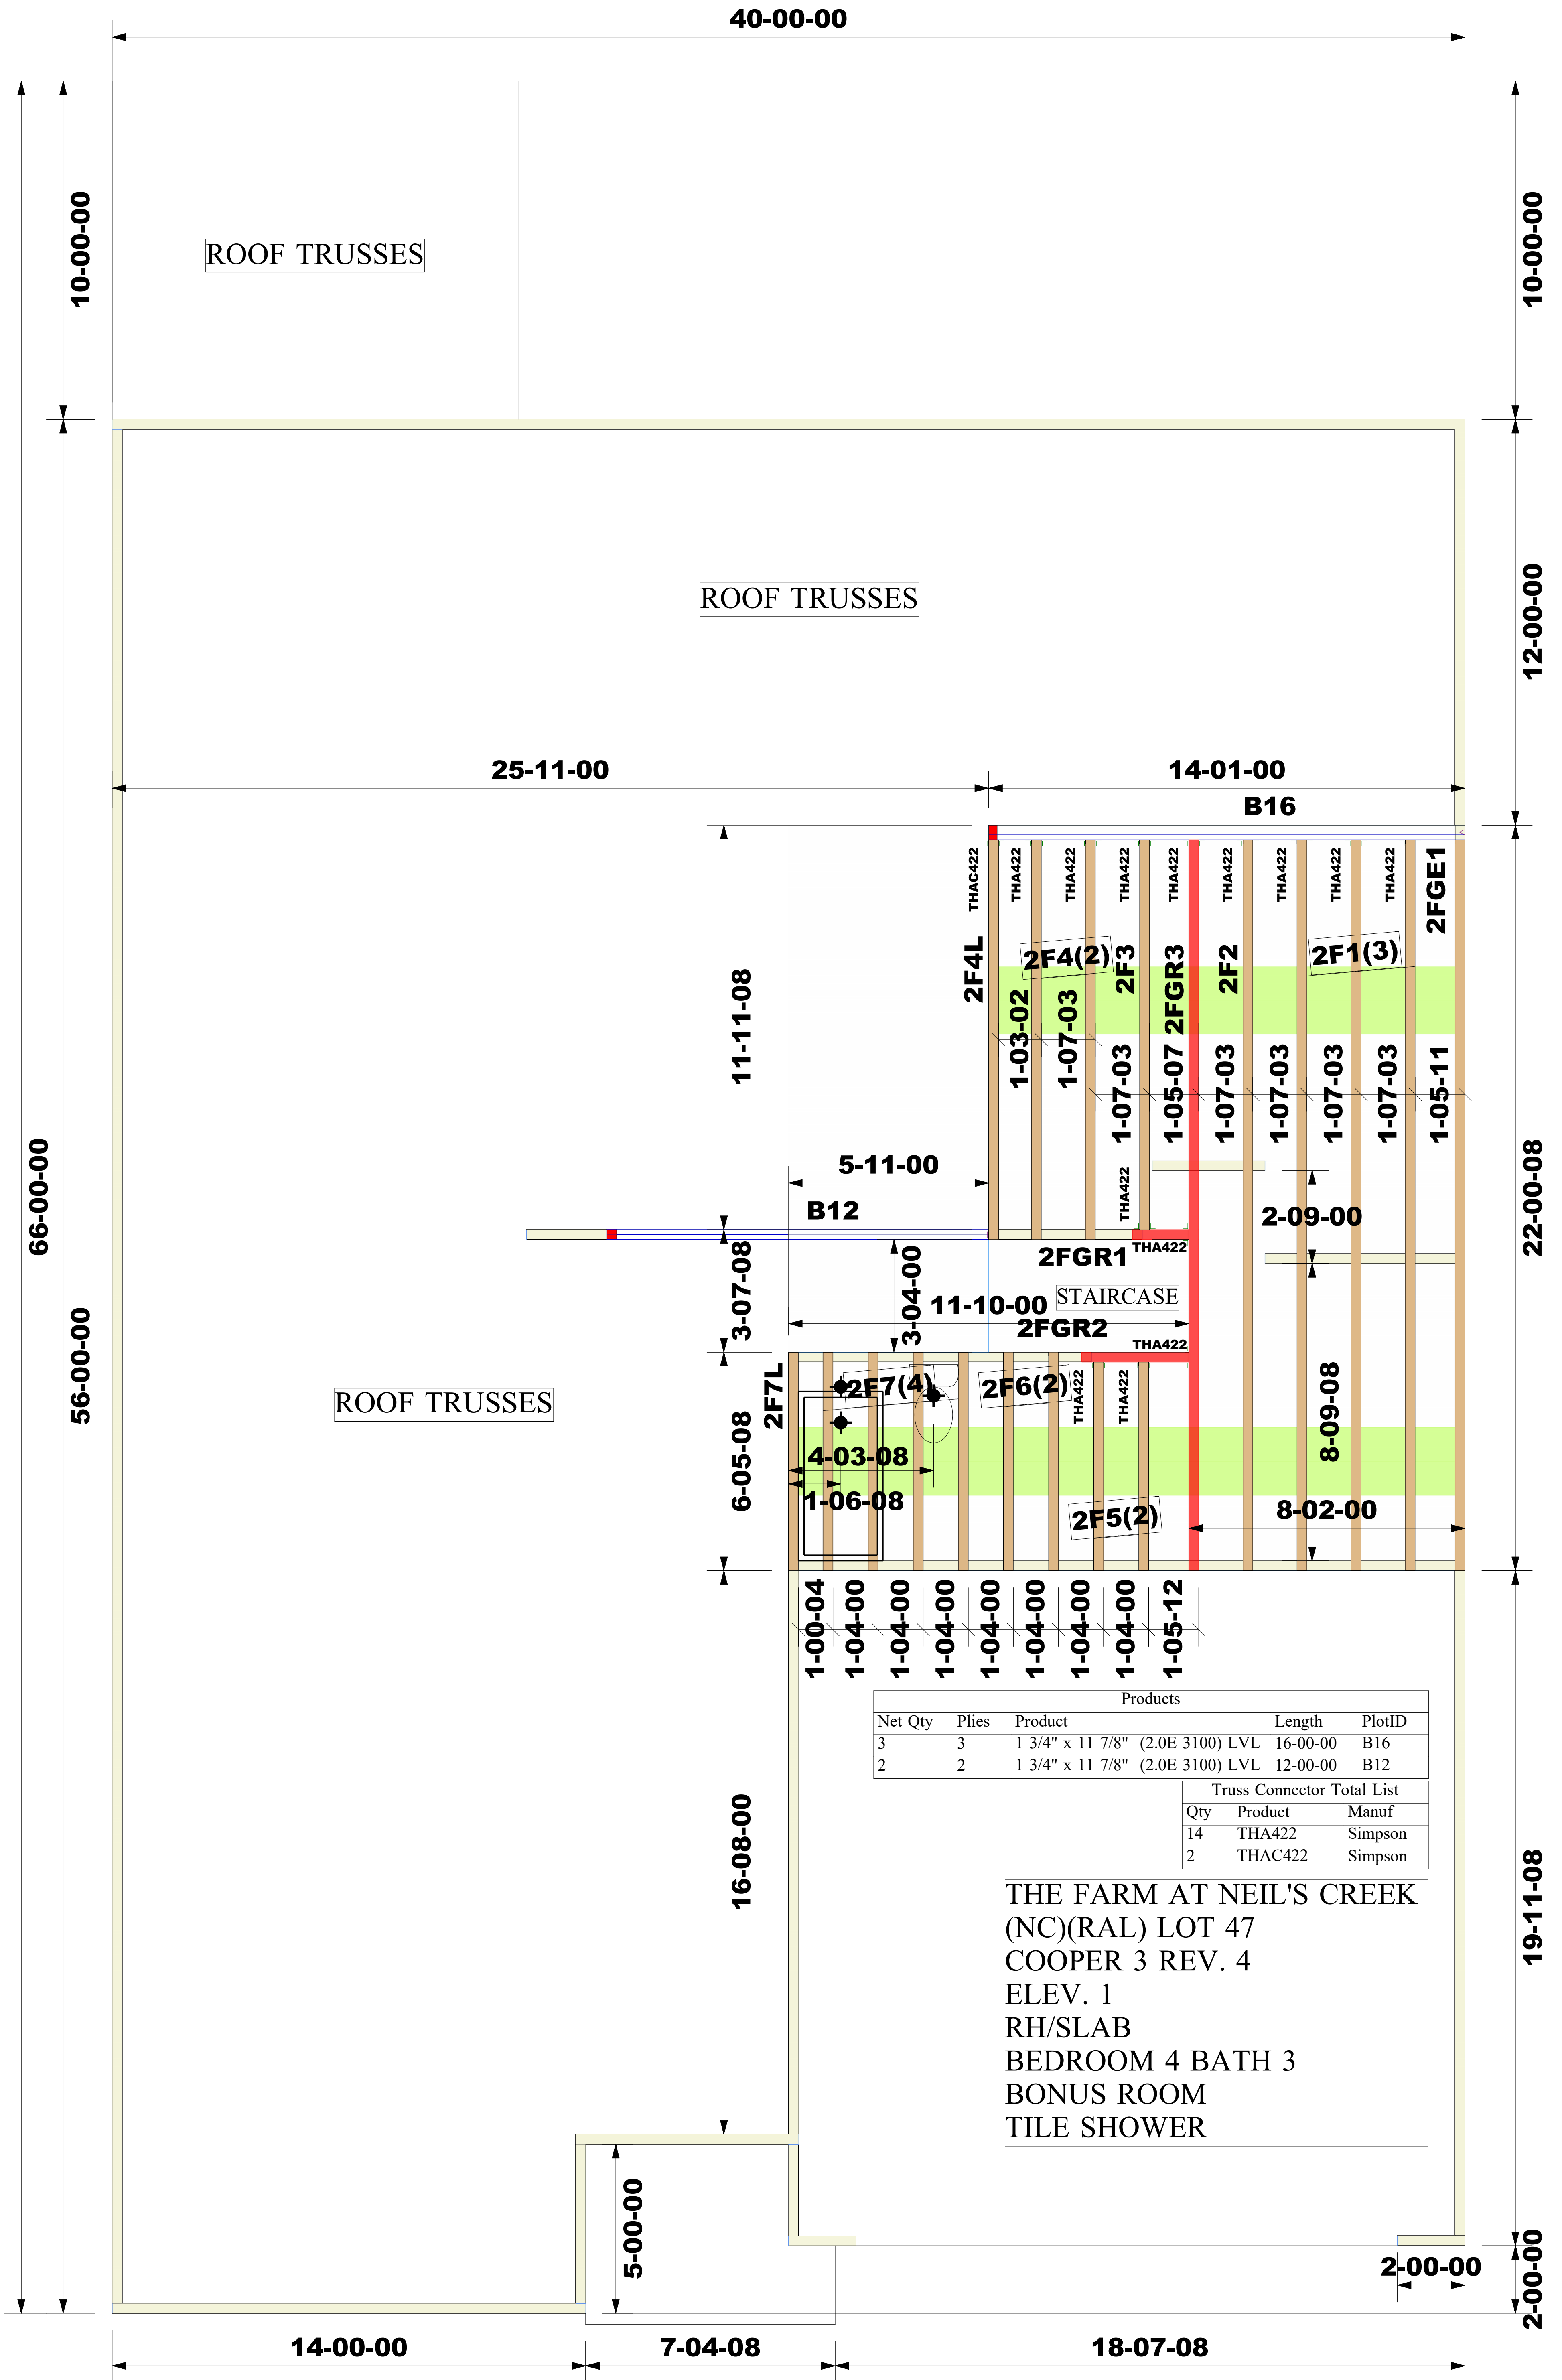 40-00-00
10-00-00
10-00-00
ROOF TRUSSES
12-00-00
ROOF TRUSSES
25-11-00
14-01-00
B16
THAC422
THA422
THA422
THA422
THA422
THA422
THA422
THA422
THA422
2FGE1
2F4L
2F4(2)
2F3
2FGR3
2F2
2F1(3)
11-11-08
1-03-02
1-07-03
1-07-03
1-05-07
1-07-03
1-07-03
1-07-03
1-07-03
1-05-11
66-00-00
22-00-08
5-11-00
THA422
B12
2-09-00
2FGR1
THA422
3-07-08
3-04-00
STAIRCASE
11-10-00
2FGR2
THA422
56-00-00
ROOF TRUSSES
2F7L
2F7(4)
2F6(2)
THA422
THA422
8-09-08
6-05-08
4-03-08
1-06-08
2F5(2)
8-02-00
1-00-04
1-04-00
1-04-00
1-04-00
1-04-00
1-04-00
1-04-00
1-04-00
1-05-12
Products
Net Qty Plies Product Length PlotID
3 3 1 3/4" x 11 7/8" (2.0E 3100) LVL 16-00-00 B16
2 2 1 3/4" x 11 7/8" (2.0E 3100) LVL 12-00-00 B12
Truss Connector Total List
Qty Product Manuf
14 THA422 Simpson
2 THAC422 Simpson
16-08-00
19-11-08
THE FARM AT NEIL'S CREEK
(NC)(RAL) LOT 47
COOPER 3 REV. 4
ELEV. 1
RH/SLAB
BEDROOM 4 BATH 3
BONUS ROOM
TILE SHOWER
5-00-00
2-00-00
2-00-00
14-00-00
7-04-08
18-07-08